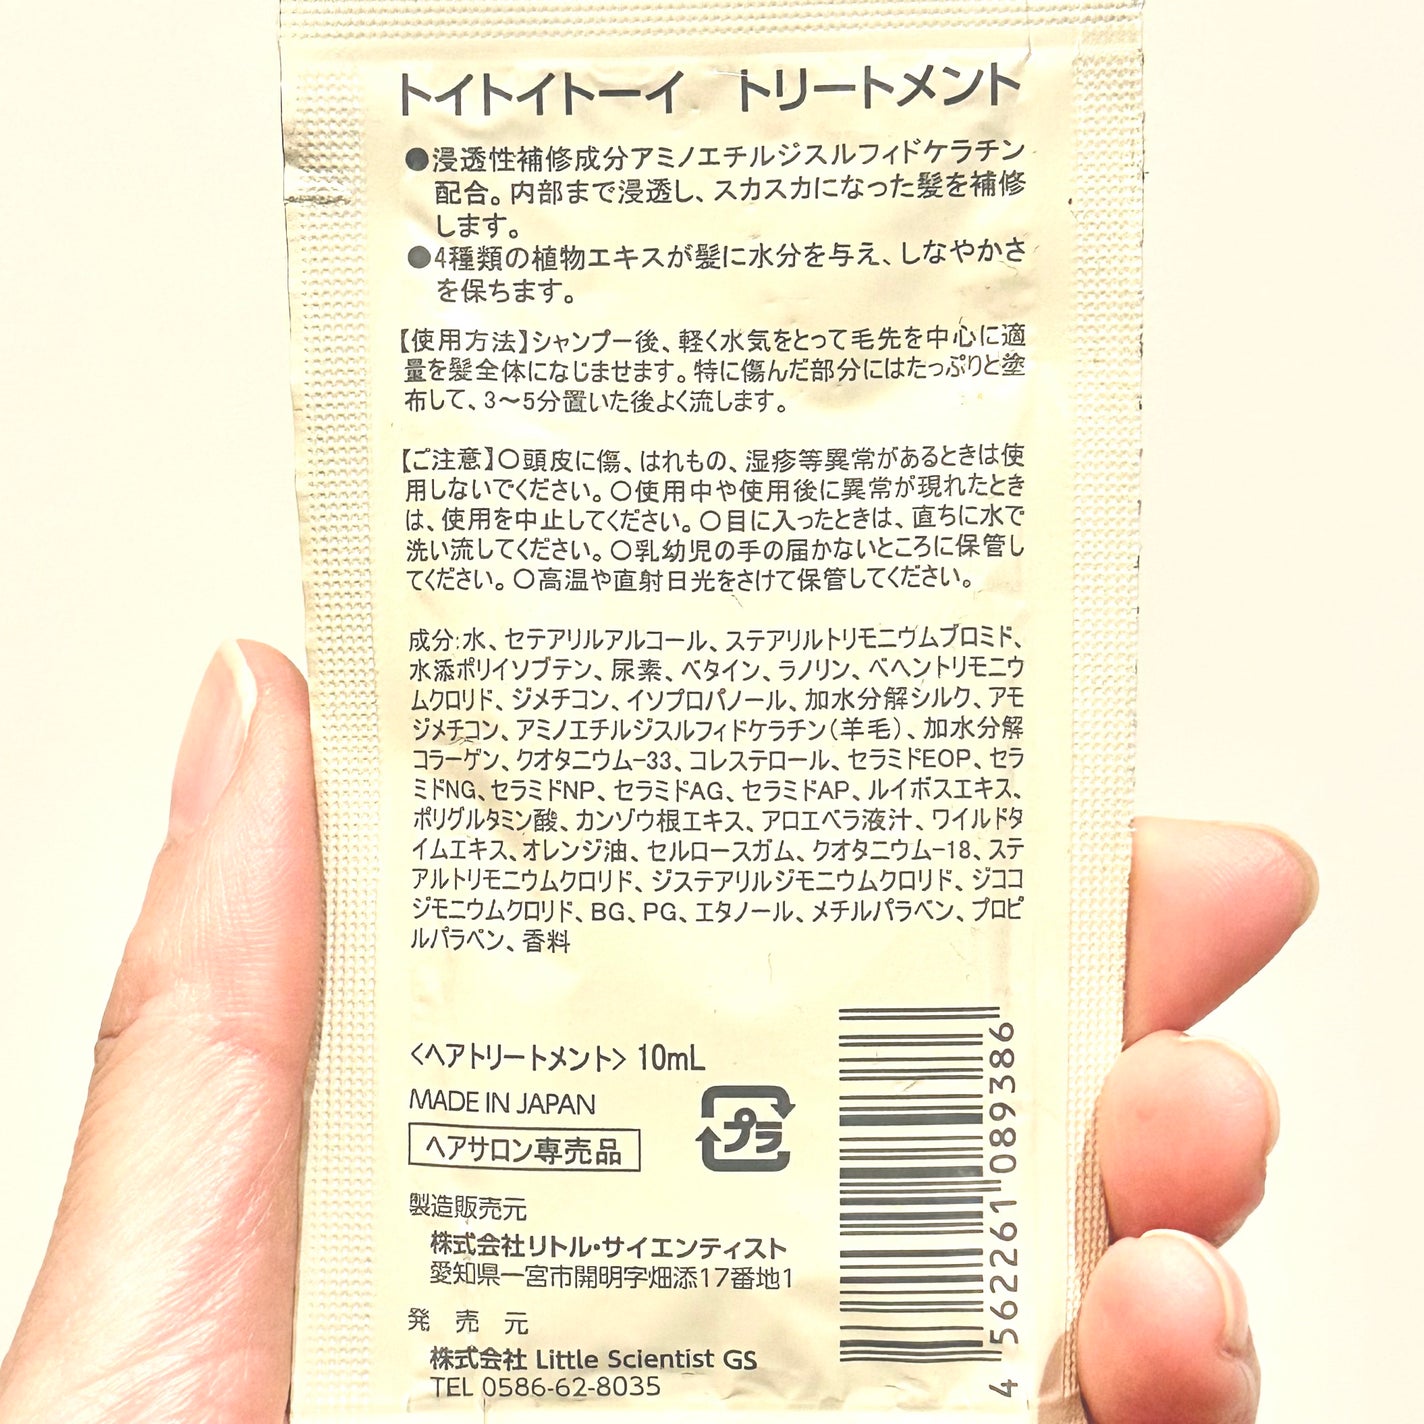 トイトイトーイ　トリートメント
●浸透性補修成分アミノエチルジスルフィドケラチン
配合。内部まで浸透し、スカスカになった髪を補修
します。
●4種類の植物エキスが髪に水分を与え、しなやかさ
を保ちます。
【使用方法】シャンプー後、軽く水気をとって毛先を中心に適
量を髪全体になじませます。特に傷んだ部分にはたっぷりと塗
布して、3〜5分置いた後よく流します。
【ご注意】○頭皮に傷、はれもの、湿疹等異常があるときは使
用しないでください。○使用中や使用後に異常が現れたとき
は、使用を中止してください。○目に入ったときは、直ちに水で
洗い流してください。○乳幼児の手の届かないところに保管し
てください。○高温や直射日光をさけて保管してください。
成分:水、セテアリルアルコール、ステアリルトリモニウムブロミド、
水添ポリイソブテン、尿素、ベタイン、ラノリン、ベヘントリモニウ
ムクロリド、ジメチコン、イソプロパノール、加水分解シルク、アモ
ジメチコン、アミノエチルジスルフィドケラチン(羊毛)、加水分解
コラーゲン、クオタニウム-33、コレステロール、セラミドEOP、セラ
ミドNG、セラミドNP、セラミドAG、セラミドAP、ルイボスエキス、
ポリグルタミン酸、カンゾウ根エキス、アロエベラ液汁、ワイルドタ
イムエキス、オレンジ油、セルロースガム、クオタニウム-18、ステ
アルトリモニウムクロリド、ジステアリルジモニウムクロリド、ジココ
ジモニウムクロリド、BG、PG、エタノール、メチルパラベン、プロピ
ルパラベン、香料
〈ヘアトリートメント〉10mL
MADE IN JAPAN
ヘアサロン専売品
プラ
製造販売元
株式会社リトル・サイエンティスト
愛知県一宮市開明字畑添17番地1
発　売　元
株式会社 Little Scientist GS
TEL 0586-62-8035
4 562261 089386